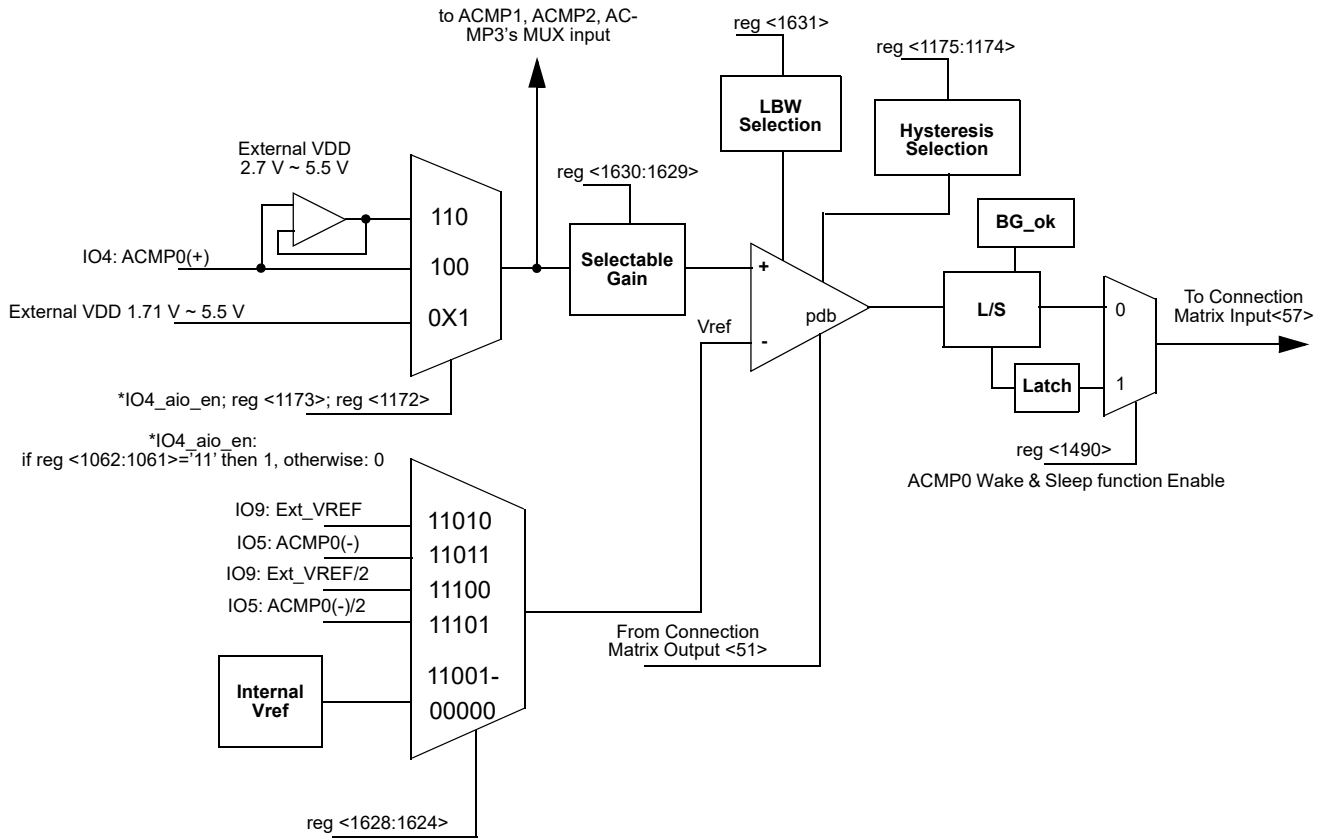 to ACMP1, ACMP2, AC-
MP3's MUX input
reg <1631>
reg <1175:1174>
LBW
Selection
Hysteresis
Selection
External VDD
2.7 V ~ 5.5 V
reg <1630:1629>
110
BG_ok
IO4: ACMP0(+)
100
Selectable
Gain
+
External VDD 1.71 V ~ 5.5 V
0X1
pdb
L/S
0
To Connection
Matrix Input<57>
Vref
-
Latch
1
*IO4_aio_en; reg <1173>; reg <1172>
*IO4_aio_en:
if reg <1062:1061>='11' then 1, otherwise: 0
reg <1490>
ACMP0 Wake & Sleep function Enable
IO9: Ext_VREF
11010
IO5: ACMP0(-)
11011
IO9: Ext_VREF/2
11100
IO5: ACMP0(-)/2
11101
From Connection
Matrix Output <51>
11001-
00000
Internal
Vref
reg <1628:1624>